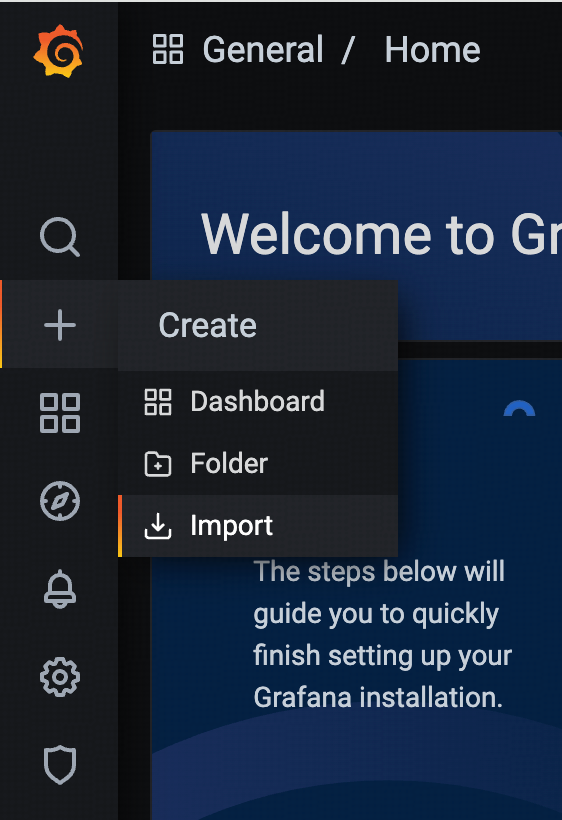 General / Home
Welcome to Gr
Create
Dashboard
Folder
Import
The steps below will
guide you to quickly
finish setting up your
Grafana installation.